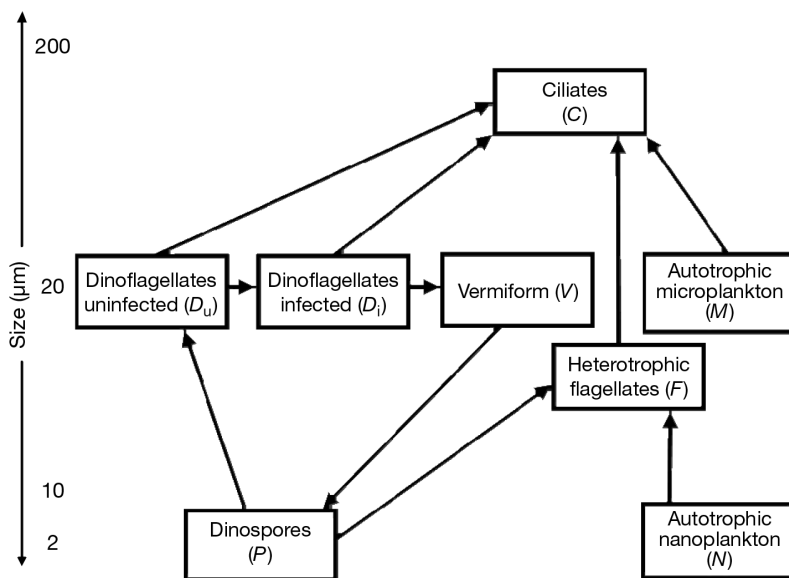 200
Ciliates
(C)
Size (µm)
20
Dinoflagellates
uninfected (Du)
Dinoflagellates
infected (Di)
Vermiform (V)
Autotrophic
microplankton
(M)
Heterotrophic
flagellates (F)
10
2
Dinospores
(P)
Autotrophic
nanoplankton
(N)